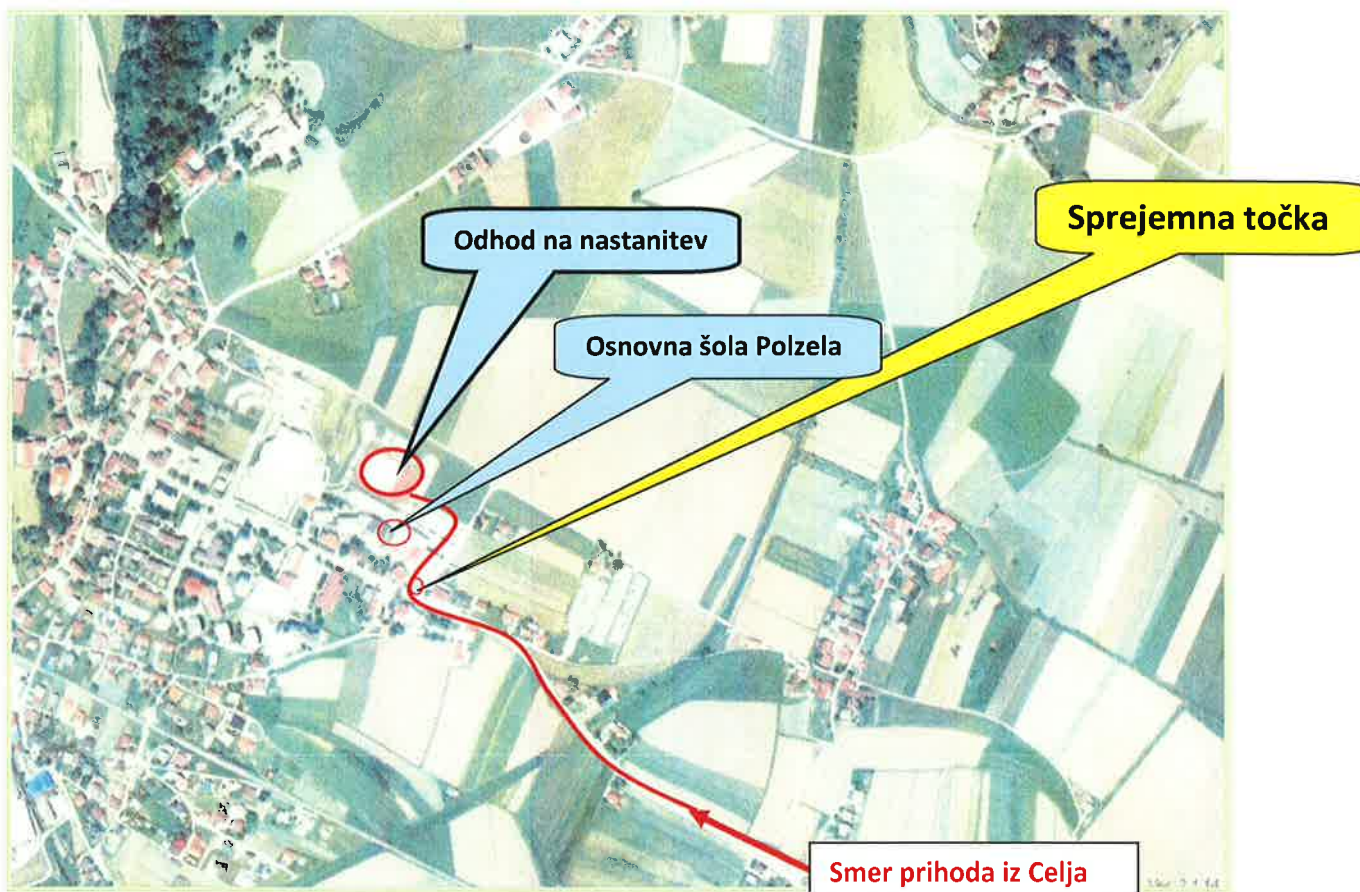 Sprejemna točka
Odhod na nastanitev
Osnovna šola Polzela
Smer prihoda iz Celja